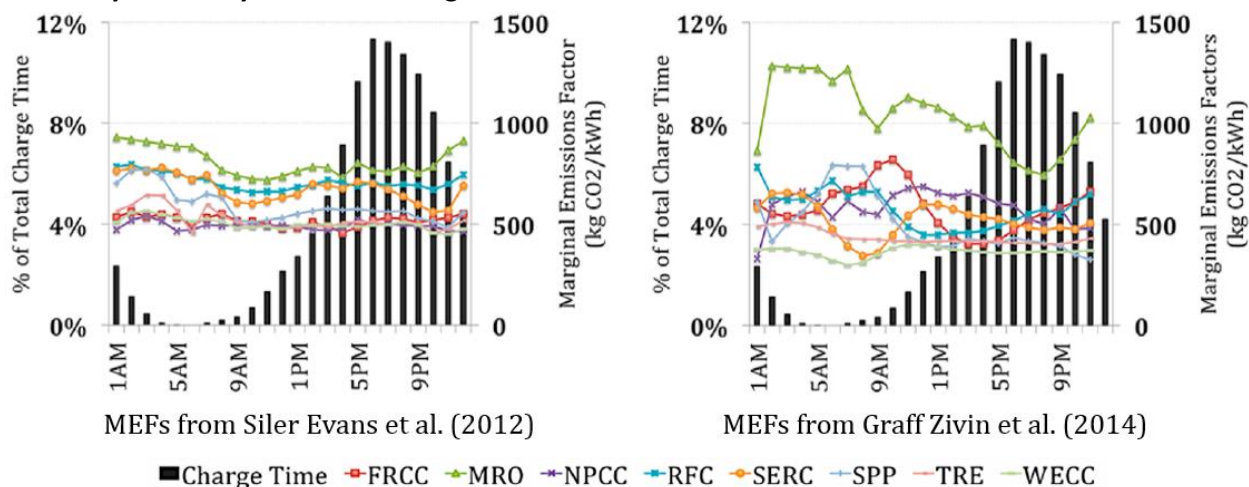 12%
8%
4%
0%
% of Total Charge Time
1500
1000
500
0
Marginal Emissions Factor
(kg CO2/kWh)
1AM
5AM
9AM
1PM
5PM
9PM
MEFs from Siler Evans et al. (2012)
12%
8%
4%
0%
% of Total Charge Time
1500
1000
500
0
Marginal Emissions Factors
(kg CO2/kWh)
1AM
5AM
9AM
1PM
5PM
9PM
MEFs from Graff Zivin et al. (2014)
Charge Time FRCC MRO NPCC RFC SERC SPP TRE WECC